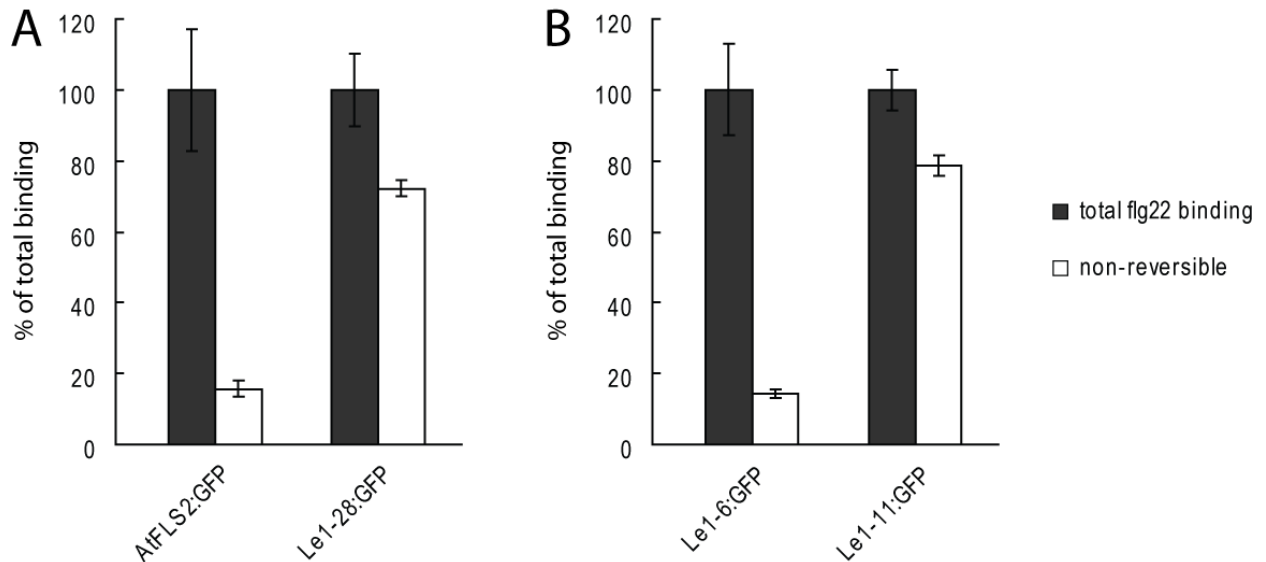 A
% of total binding
120
100
80
60
40
20
0
AtFLS2:GFP
Le1-28:GFP
B
% of total binding
120
100
80
60
40
20
0
Le1-6:GFP
Le1-11:GFP
total flg22 binding
non-reversible